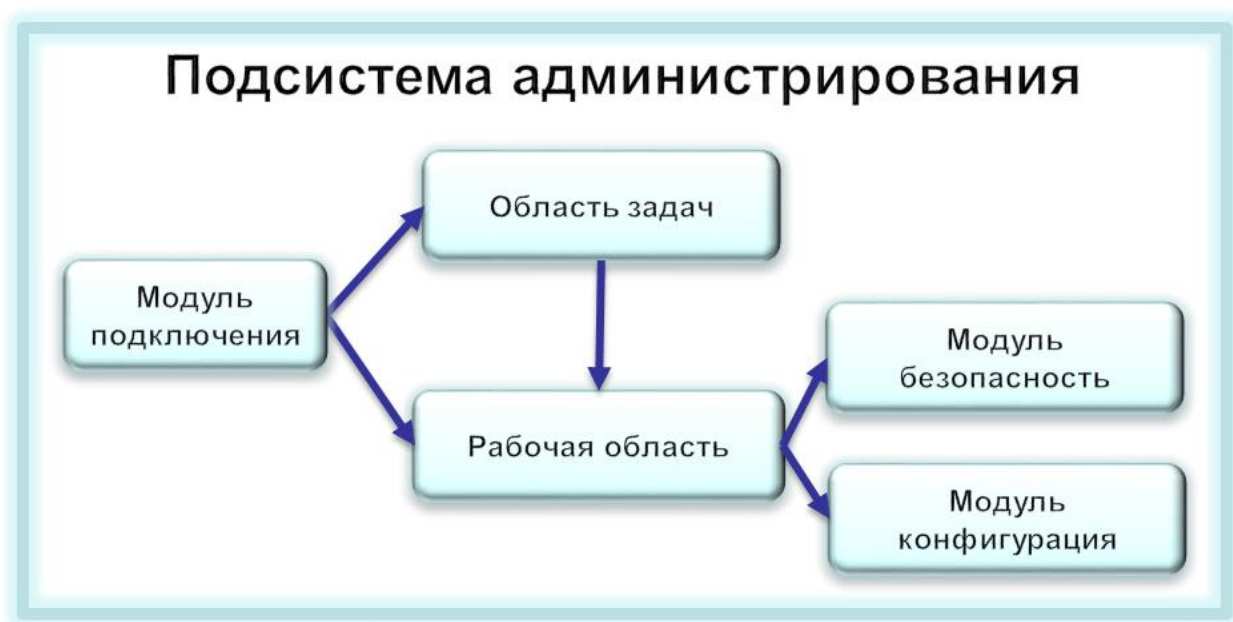 Подсистема администрирования
Область задач
Модуль
подключения
Рабочая область
Модуль
безопасность
Модуль
конфигурация